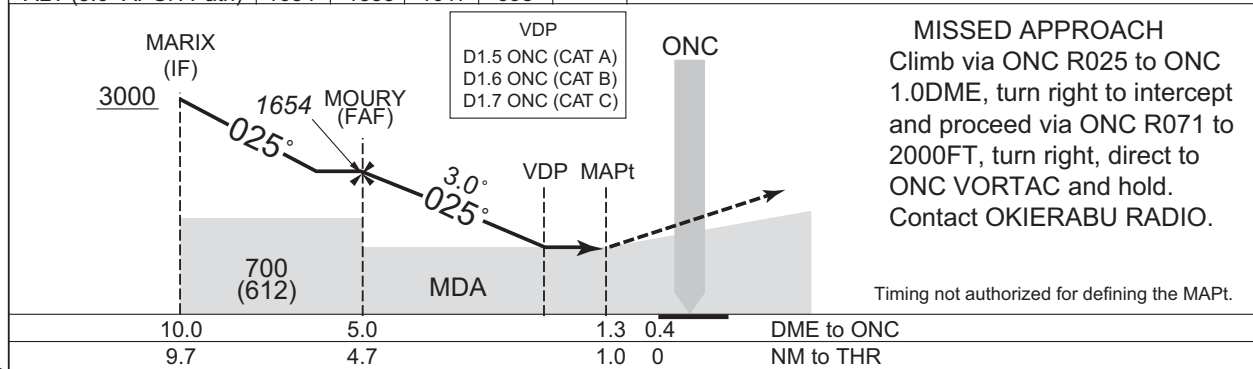 MARIX
(IF)
3000
1654
MOURY
(FAF)
025°
3.0°
025°
VDP
D1.5 ONC (CAT A)
D1.6 ONC (CAT B)
D1.7 ONC (CAT C)
ONC
VDP
MAPt
700
(612)
MDA
MISSED APPROACH
Climb via ONC R025 to ONC
1.0DME, turn right to intercept
and proceed via ONC R071 to
2000FT, turn right, direct to
ONC VORTAC and hold.
Contact OKIERABU RADIO.
Timing not authorized for defining the MAPt.
10.0 5.0 1.3 0.4 DME to ONC
9.7 4.7 1.0 0 NM to THR